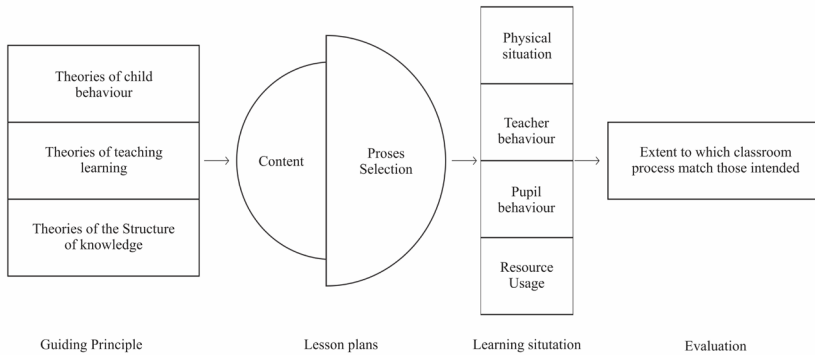 Theories of child
behaviour
Theories of teaching
learning
Theories of the Structure
of knowledge
Content
Proses
Selection
Physical
situation
Teacher
behaviour
Pupil
behaviour
Resource
Usage
Extent to which classroom
process match those intended
Guiding Principle
Lesson plans
Learning situtation
Evaluation